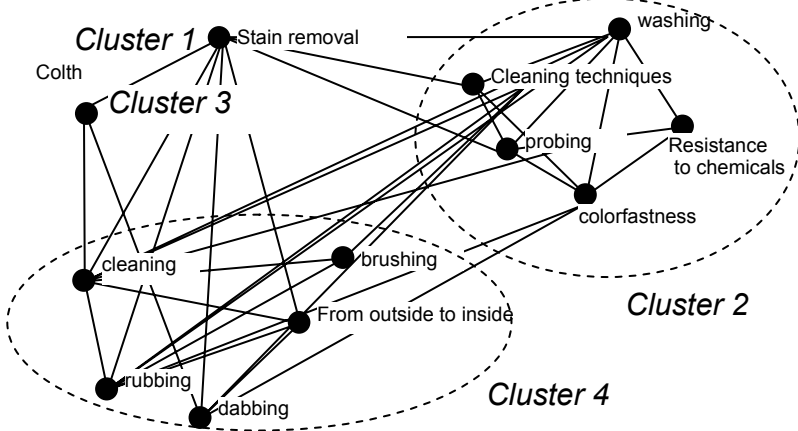 washing
Cluster 1
Stain removal
Colth
Cleaning techniques
Cluster 3
probing
Resistance
to chemicals
colorfastness
cleaning
brushing
Cluster 2
From outside to inside
rubbing
Cluster 4
dabbing